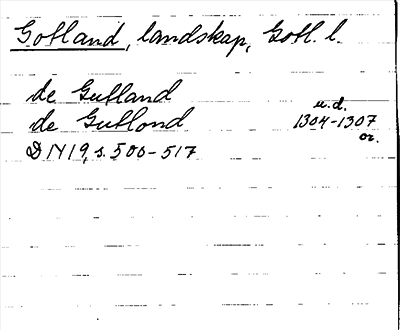 Gotland, landskap, Gotl. l.
de Gutland
u.d.
de Gutlond 1304-1307
or.
DN 19, s. 500-517